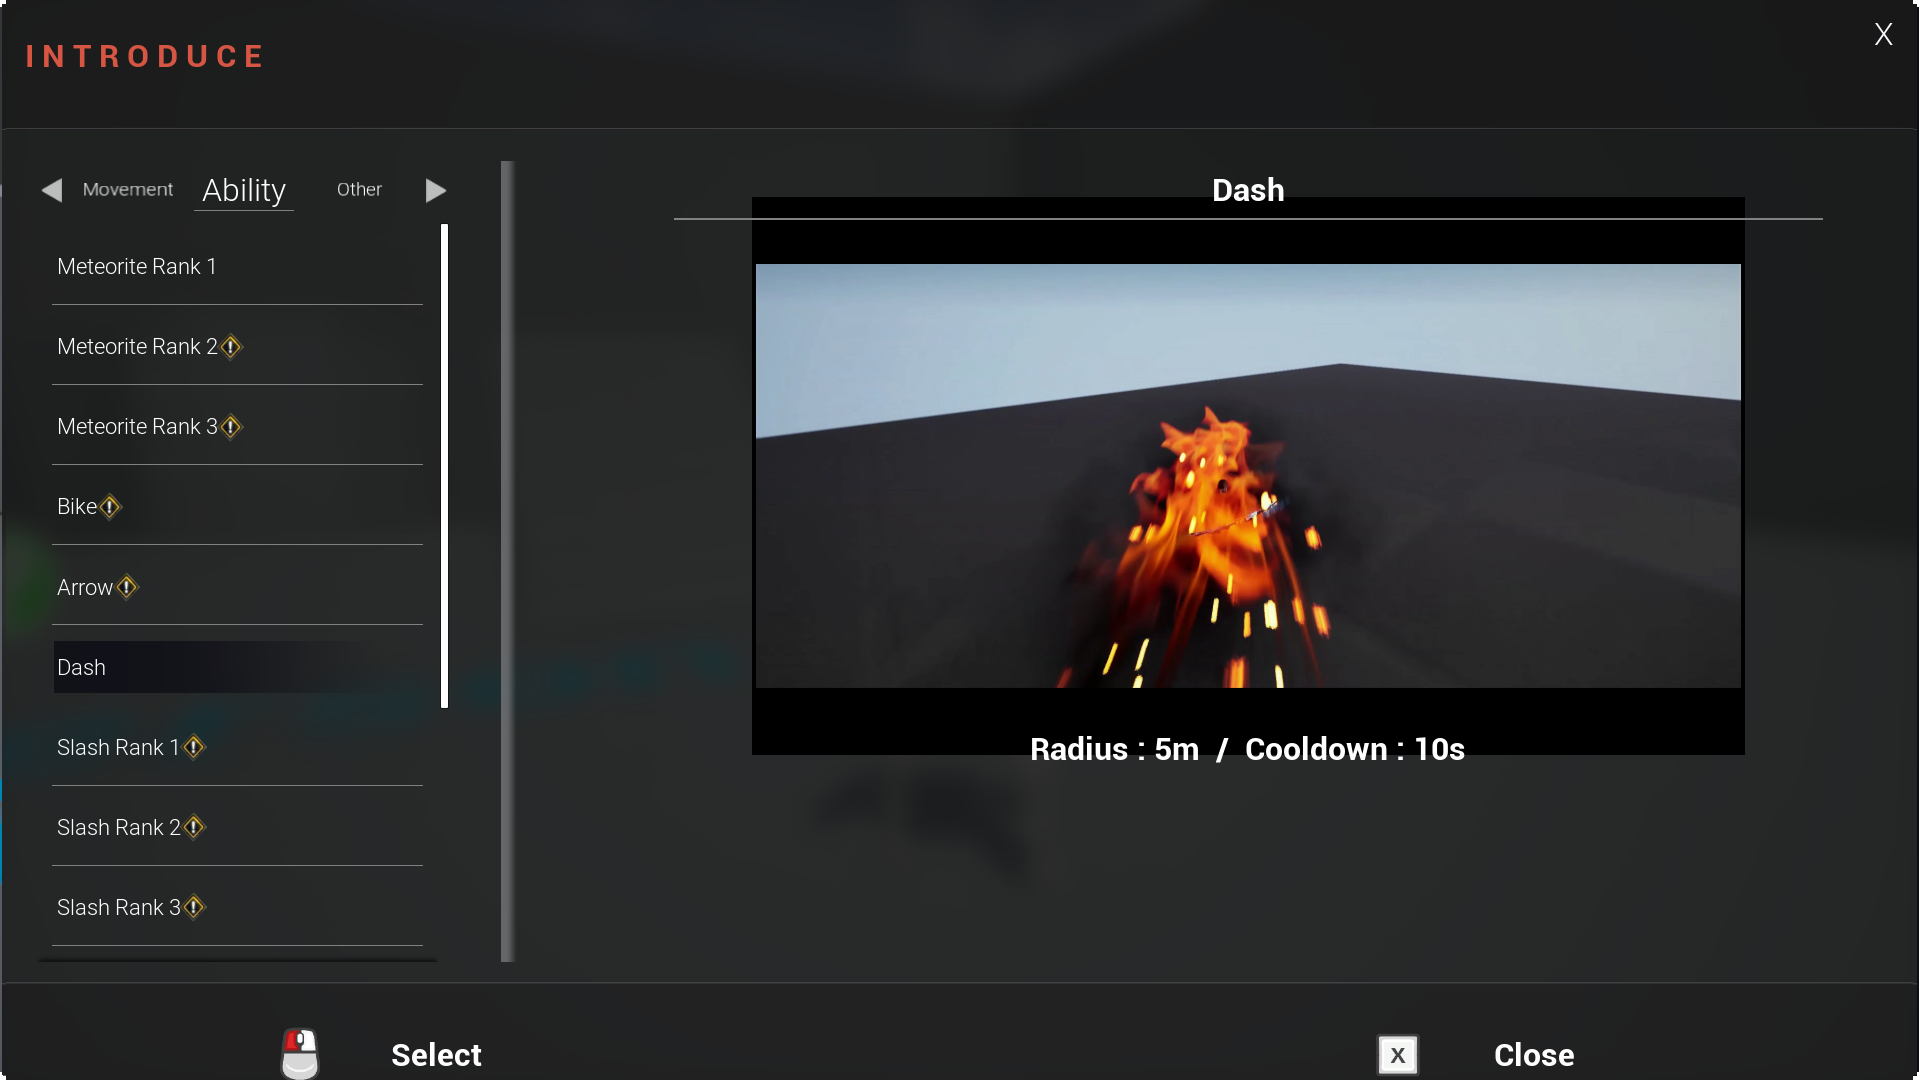 INTRODUCE
X
Movement Ability Other
Meteorite Rank 1
Meteorite Rank 2
Meteorite Rank 3
Bike
Arrow
Dash
Slash Rank 1
Slash Rank 2
Slash Rank 3
Dash
Radius : 5m / Cooldown : 10s
Select
X Close